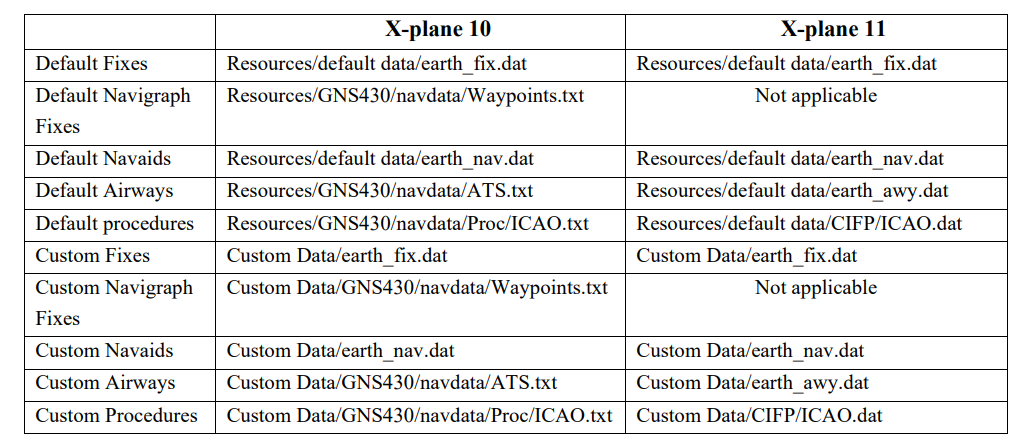 X-plane 10 X-plane 11
Default Fixes Resources/default data/earth_fix.dat Resources/default data/earth_fix.dat
Default Navigraph Resources/GNS430/navdata/Waypoints.txt Not applicable
Fixes
Default Navaids Resources/default data/earth_nav.dat Resources/default data/earth_nav.dat
Default Airways Resources/GNS430/navdata/ATS.txt Resources/default data/earth_awy.dat
Default procedures Resources/GNS430/navdata/Proc/ICAO.txt Resources/default data/CIFP/ICAO.dat
Custom Fixes Custom Data/earth_fix.dat Custom Data/earth_fix.dat
Custom Navigraph Custom Data/GNS430/navdata/Waypoints.txt Not applicable
Fixes
Custom Navaids Custom Data/earth_nav.dat Custom Data/earth_nav.dat
Custom Airways Custom Data/GNS430/navdata/ATS.txt Custom Data/earth_awy.dat
Custom Procedures Custom Data/GNS430/navdata/Proc/ICAO.txt Custom Data/CIFP/ICAO.dat